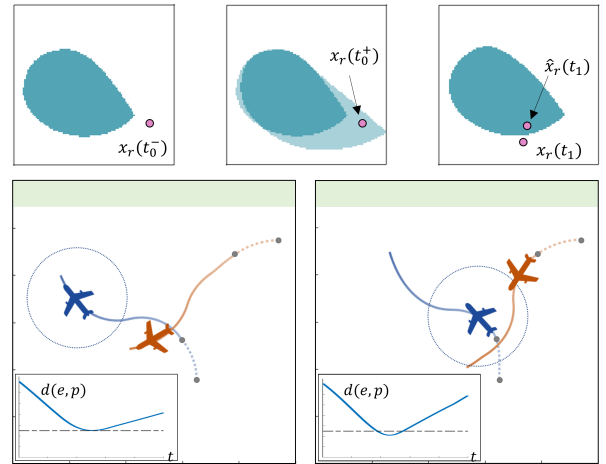 x_r(t_0^+)
x̂_r(t_1)
x_r(t_0^-)
x_r(t_1)
d(e,p)
t
d(e,p)
t